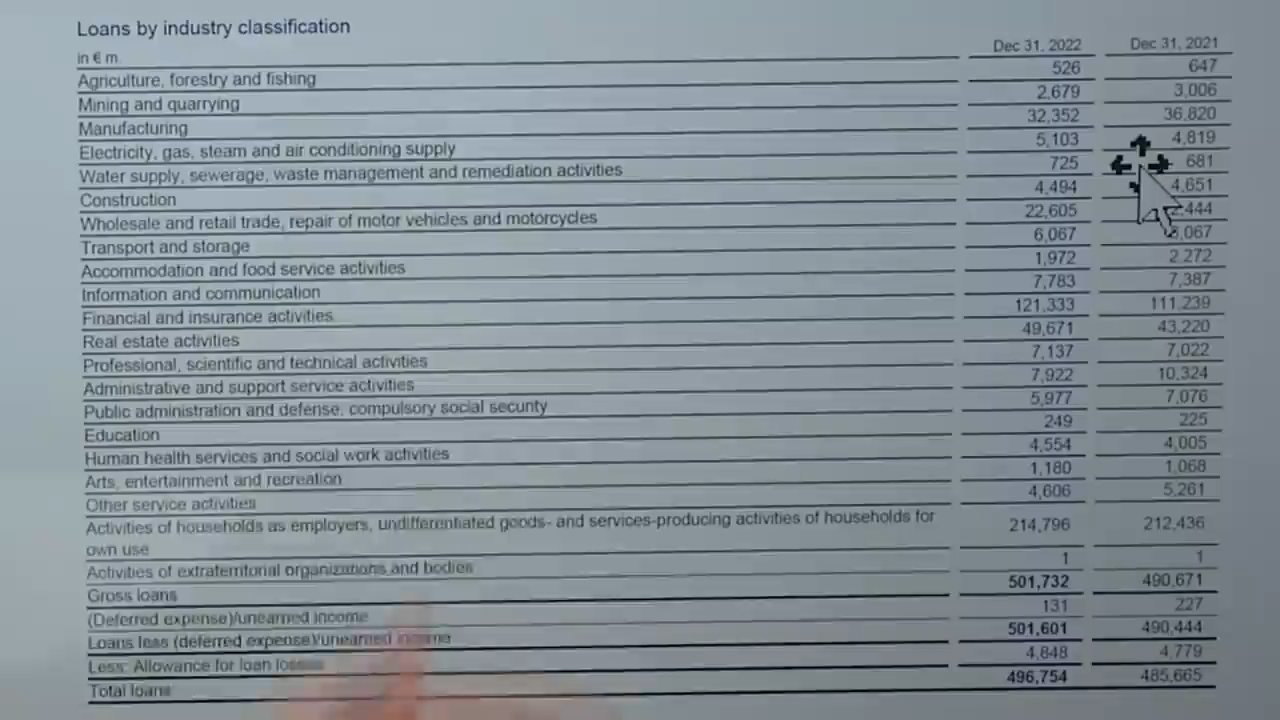 Loans by industry classification
in € m. Dec 31, 2022 Dec 31, 2021
Agriculture, forestry and fishing 526 647
Mining and quarrying 2,679 3,006
Manufacturing 32,352 36,820
Electricity, gas, steam and air conditioning supply 5,103 4,819
Water supply, sewerage, waste management and remediation activities 725 681
Construction 4,494 4,651
Wholesale and retail trade, repair of motor vehicles and motorcycles 22,605
Transport and storage 6,067
Accommodation and food service activities 1,972 2,272
Information and communication 7,783 7,387
Financial and insurance activities 121,333 111,239
Real estate activities 49,671 43,220
Professional, scientific and technical activities 7,137 7,022
Administrative and support service activities 7,922 10,324
Public administration and defense, compulsory social security 5,977 7,076
Education 249 225
Human health services and social work activities 4,554 4,005
Arts, entertainment and recreation 1,180 1,068
Other service activities 4,606 5,261
Activities of households as employers, undifferentiated goods- and services-producing activities of households for
own use 214,796 212,436
Activities of extraterritorial organizations and bodies 1 1
Gross loans 501,732 490,671
(Deferred expense)/unearned income 131 227
Loans less (deferred expense)/unearned income 501,601 490,444
Less: Allowance for loan losses 4,848 4,779
Total loans 496,754 485,665